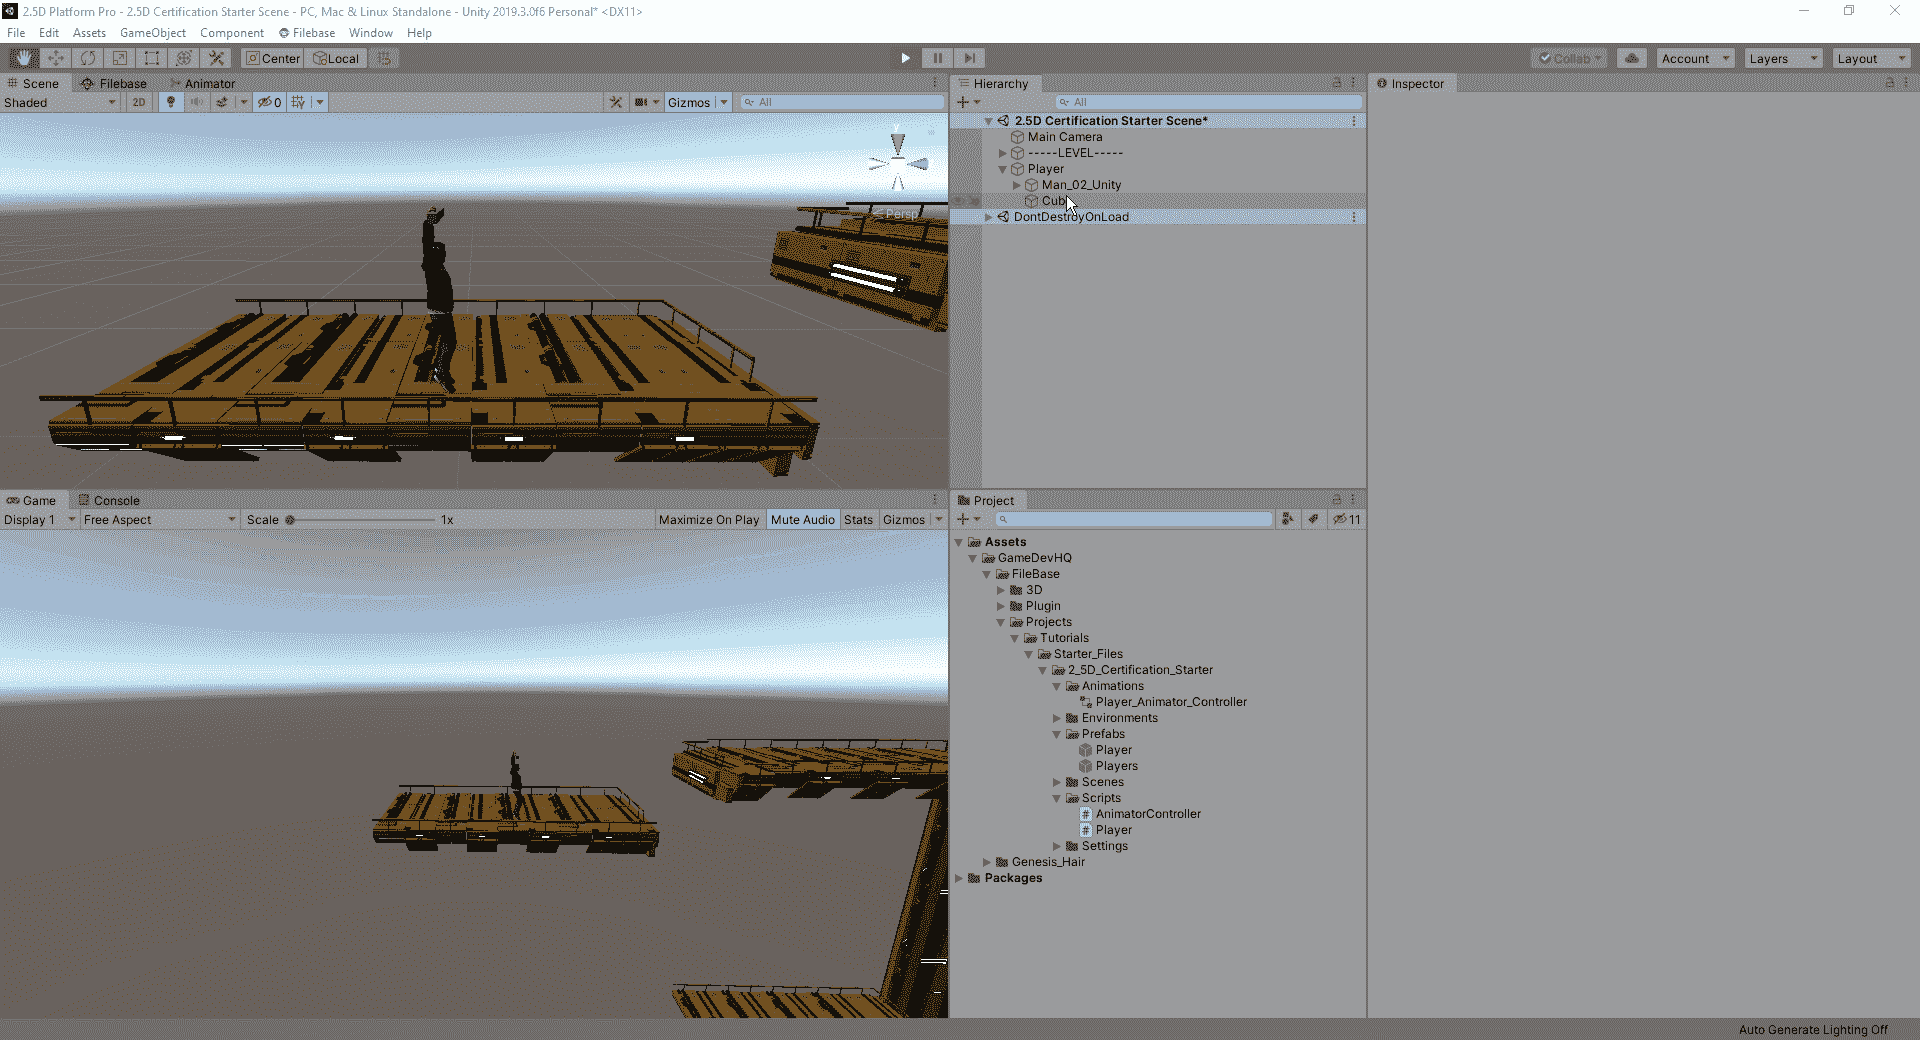 2.5D Platform Pro - 2.5D Certification Starter Scene - PC, Mac & Linux Standalone - Unity 2019.3.0f6 Personal* <DX11>
File Edit Assets GameObject Component Filebase Window Help
Center Local Collab Account Layers Layout
Scene Filebase Animator
Shaded 2D 0 Gizmos All
Persp
Hierarchy
All
2.5D Certification Starter Scene*
Main Camera
-----LEVEL-----
Player
Man_02_Unity
Cub
DontDestroyOnLoad
Inspector
Game Console
Display 1 Free Aspect Scale 1x Maximize On Play Mute Audio Stats Gizmos
Project
11
Assets
GameDevHQ
FileBase
3D
Plugin
Projects
Tutorials
Starter_Files
2_5D_Certification_Starter
Animations
Player_Animator_Controller
Environments
Prefabs
Player
Players
Scenes
Scripts
AnimatorController
Player
Settings
Genesis_Hair
Packages
Auto Generate Lighting Off